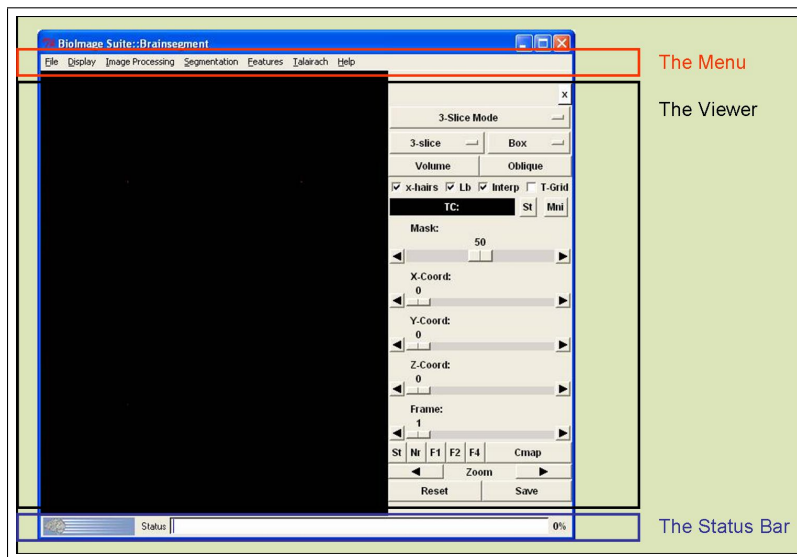 BioImage Suite::Brainsegment
File Display Image Processing Segmentation Features Talairach Help
The Menu
x
The Viewer
3-Slice Mode
3-slice Box
Volume Oblique
x-hairs Lb Interp T-Grid
TC: St Mni
Mask:
50
X-Coord:
0
Y-Coord:
0
Z-Coord:
0
Frame:
1
St Nr F1 F2 F4 Cmap
Zoom
Reset Save
Status 0%
The Status Bar